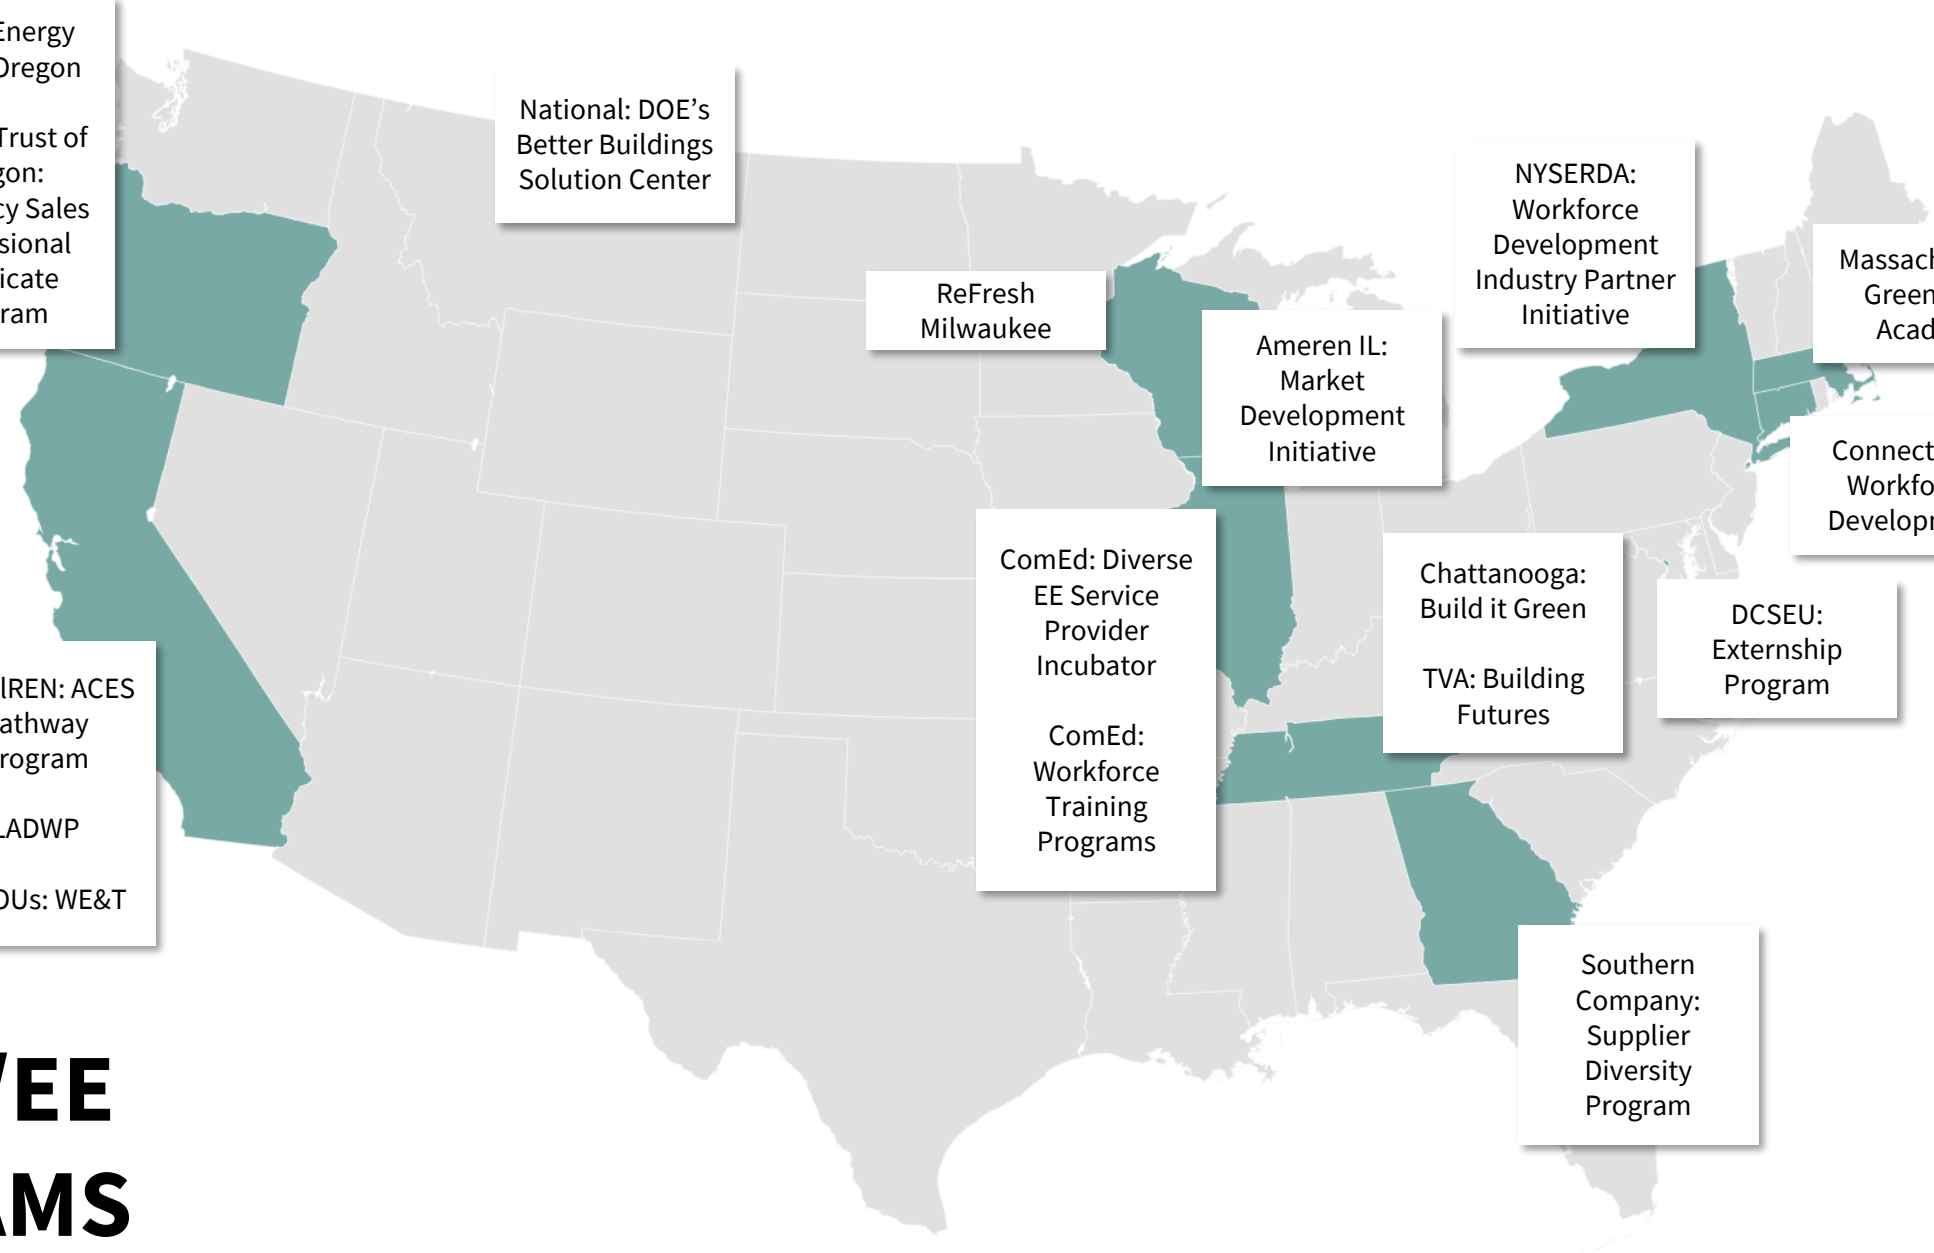 Energy
Oregon
Trust of
gon:
cy Sales
sional
icate
ram
National: DOE’s
Better Buildings
Solution Center
NYSERDA:
Workforce
Development
Industry Partner
Initiative
Massach
Green
Acad
ReFresh
Milwaukee
Ameren IL:
Market
Development
Initiative
Connect
Workfo
Develop
ComEd: Diverse
EE Service
Provider
Incubator
ComEd:
Workforce
Training
Programs
Chattanooga:
Build it Green
TVA: Building
Futures
DCSEU:
Externship
Program
lREN: ACES
athway
rogram
LADWP
OUs: WE&T
Southern
Company:
Supplier
Diversity
Program
/EE
AMS